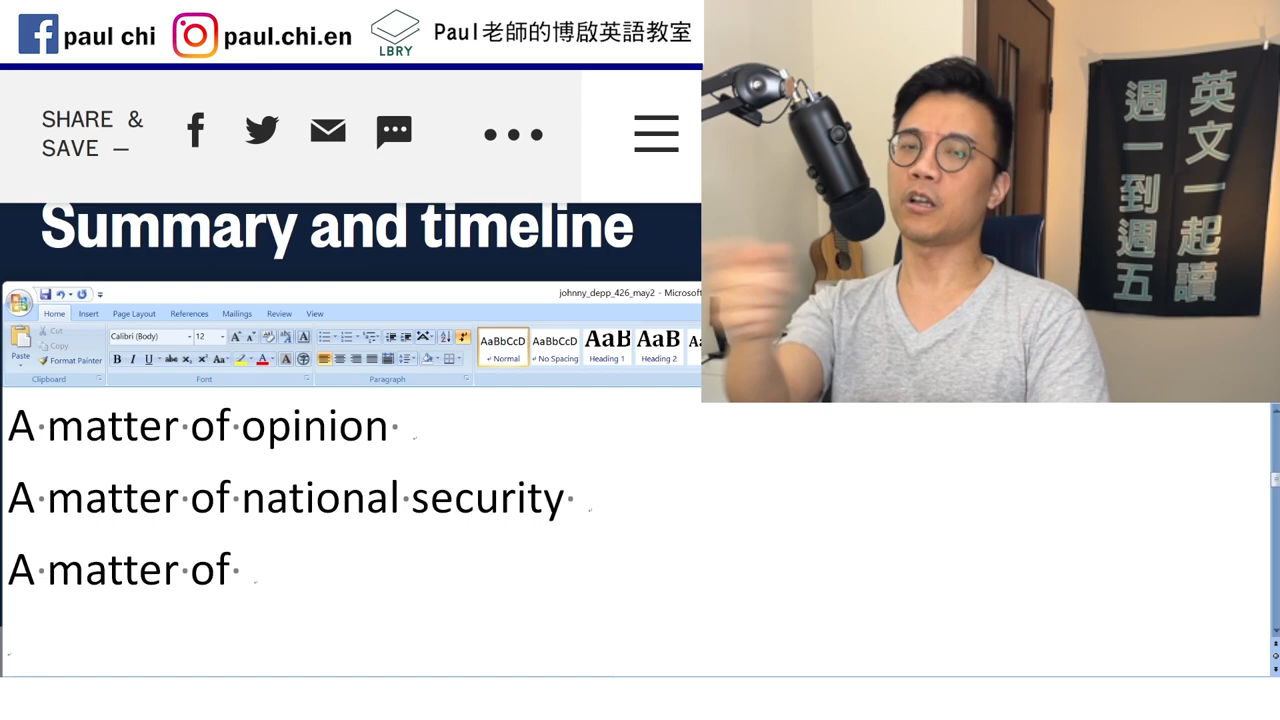 paul chi
paul.chi.en
LBRY
Paul老師的博啟英語教室
SHARE &
SAVE —
Summary and timeline
johnny_depp_426_may2 - Microsoft
Home Insert Page Layout References Mailings Review View
Paste
Cut
Copy
Format Painter
Clipboard
Calibri (Body) 12
Font
Paragraph
AaBbCcD AaBbCcD AaB AaB
Normal No Spacing Heading 1 Heading 2
A matter of opinion
A matter of national security
A matter of
英文一起讀
週一到週五